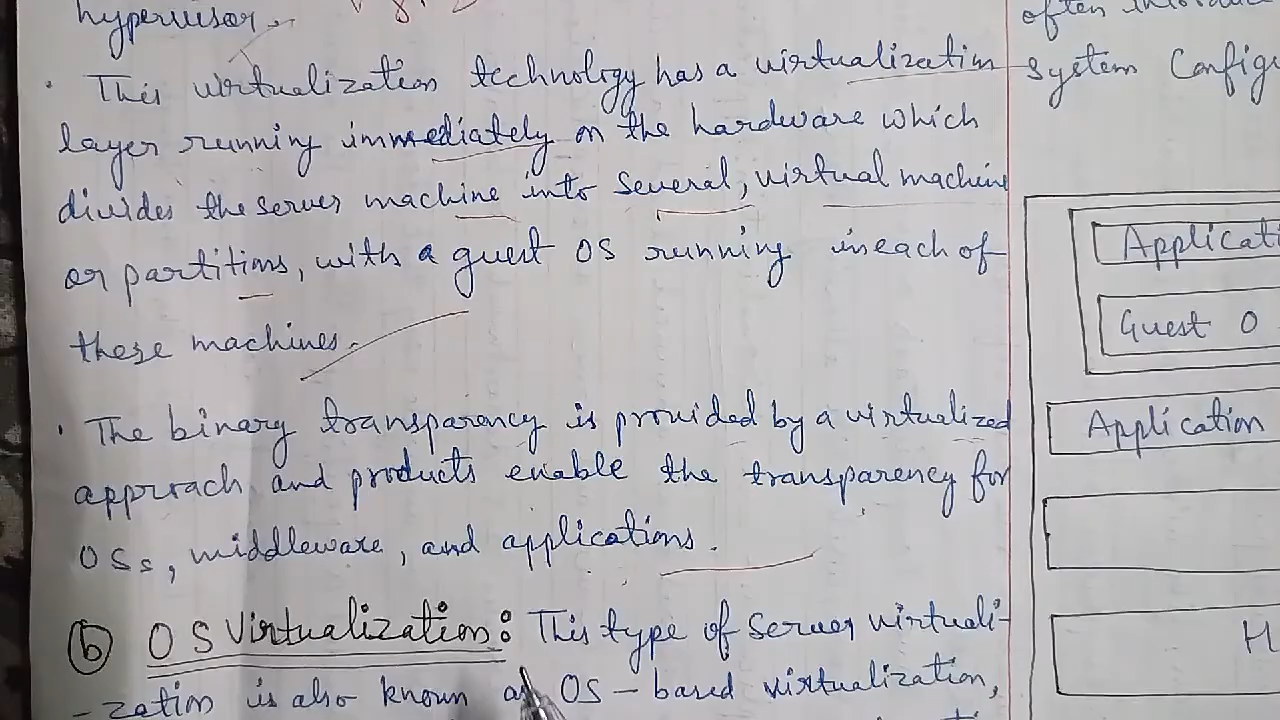 hypervisor.
• This virtualization technology has a virtualization
layer running immediately on the hardware which
divides the server machine into several, virtual machine
or partitions, with a guest OS running in each of
these machines.
• The binary transparency is provided by a virtualized
approach and products enable the transparency for
OSs, middleware, and applications.
(b) OS Virtualization: This type of Server virtuali-
-zation is also known as OS-based virtualization,
often
System Config
Applicati
Guest O
Application
H